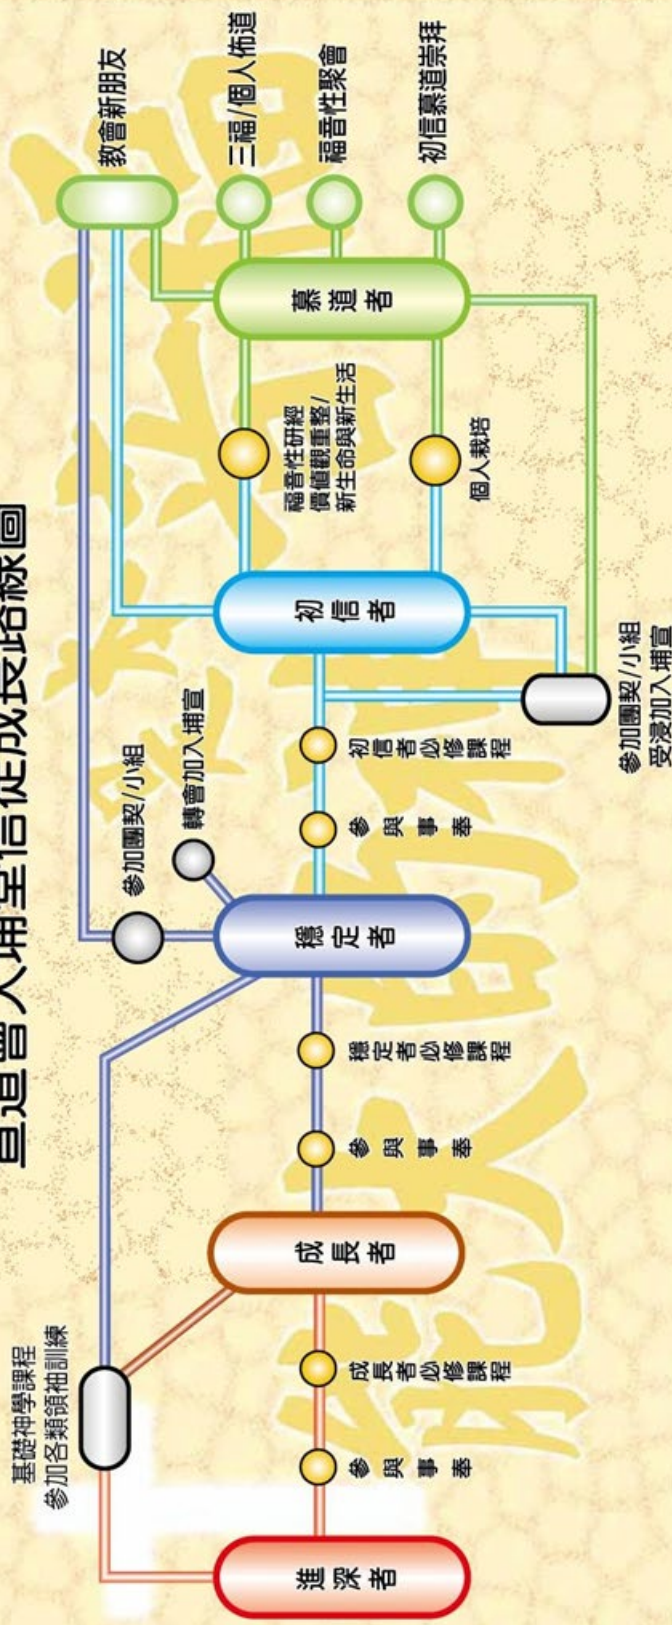 宣道會大埔堂信徒成長路線圖
基礎神學課程
參加各類領袖訓練
參加團契/小組
轉會加入埔宣
教會新朋友
三福/個人佈道
福音性聚會
初信慕道崇拜
進深者
參與事奉
成長者必修課程
成長者
參與事奉
穩定者必修課程
穩定者
參與事奉
初信者必修課程
初信者
福音性研經
價值觀重整/
新生命與新生活
個人栽培
慕道者
參加團契/小組
受浸加入埔宣